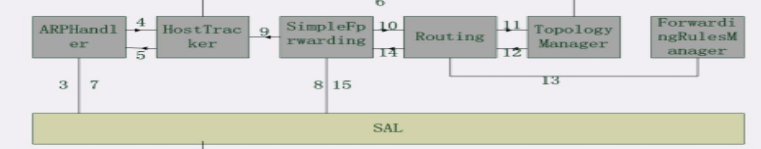 6
ARPHandl
er
4
5
HostTrac
ker
9
SimpleFp
rwarding
10
14
Routing
11
12
Topology
Manager
Forwardi
ngRulesM
anager
3 7
8 15
13
SAL